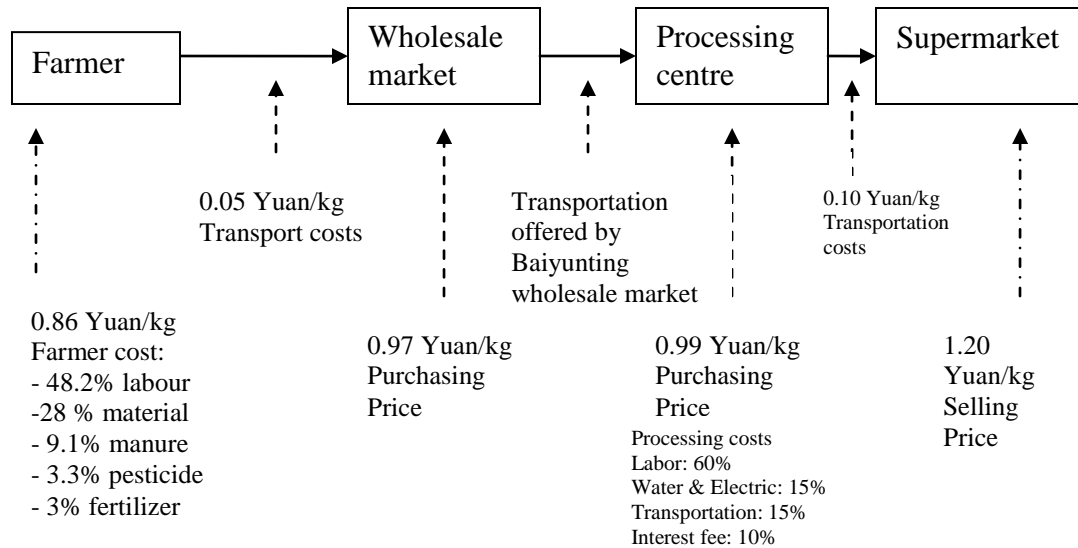 Farmer
Wholesale
market
Processing
centre
Supermarket
0.05 Yuan/kg
Transport costs
Transportation
offered by
Baiyunting
wholesale market
0.10 Yuan/kg
Transportation
costs
0.86 Yuan/kg
Farmer cost:
- 48.2% labour
-28 % material
- 9.1% manure
- 3.3% pesticide
- 3% fertilizer
0.97 Yuan/kg
Purchasing
Price
0.99 Yuan/kg
Purchasing
Price
Processing costs
Labor: 60%
Water & Electric: 15%
Transportation: 15%
Interest fee: 10%
1.20
Yuan/kg
Selling
Price